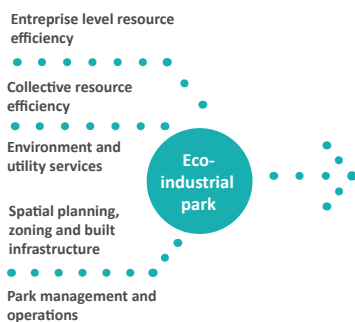 Entreprise level resource
efficiency
Collective resource
efficiency
Environment and
utility services
Eco-
industrial
park
Spatial planning,
zoning and built
infrastructure
Park management and
operations